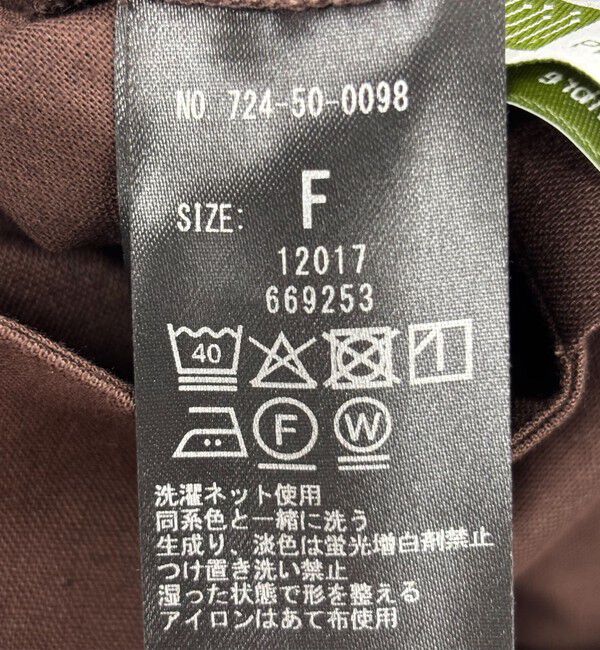 NO 724-50-0098
SIZE: F
12017
669253
40
F W
洗濯ネット使用
同系色と一緒に洗う
生成り、淡色は蛍光増白剤禁止
つけ置き洗い禁止
湿った状態で形を整える
アイロンはあて布使用